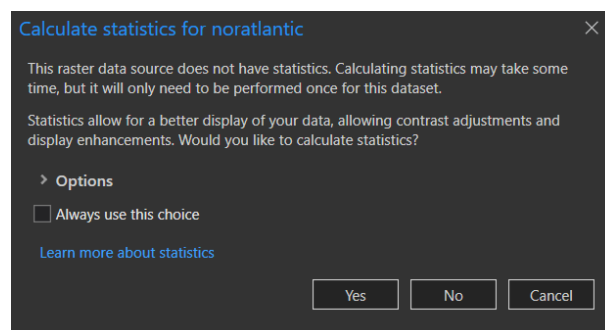 Calculate statistics for noratlantic
This raster data source does not have statistics. Calculating statistics may take some
time, but it will only need to be performed once for this dataset.
Statistics allow for a better display of your data, allowing contrast adjustments and
display enhancements. Would you like to calculate statistics?
Options
Always use this choice
Learn more about statistics
Yes No Cancel